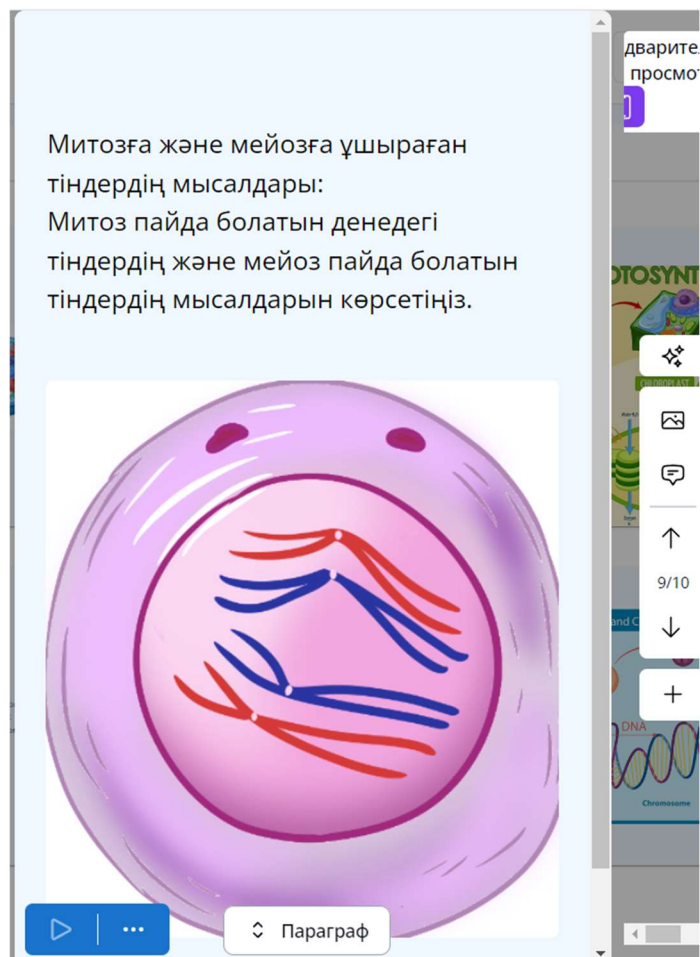 Митозға және мейозға ұшыраған
тіндердің мысалдары:
Митоз пайда болатын денедегі
тіндердің және мейоз пайда болатын
тіндердің мысалдарын көрсетіңіз.
Параграф
9/10
CHLOROPLAST
and C
DNA
Chromosome